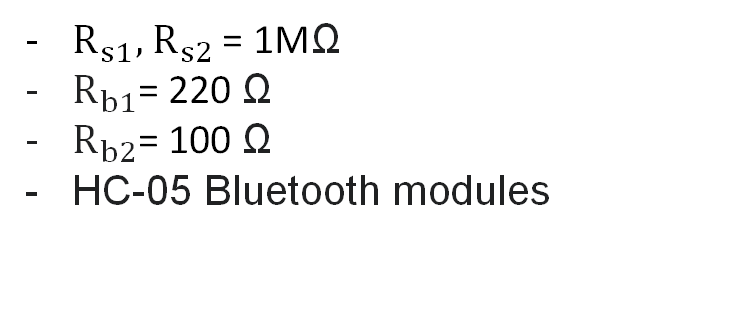 - Rs1, Rs2 = 1MΩ
- Rb1= 220 Ω
- Rb2= 100 Ω
- HC-05 Bluetooth modules